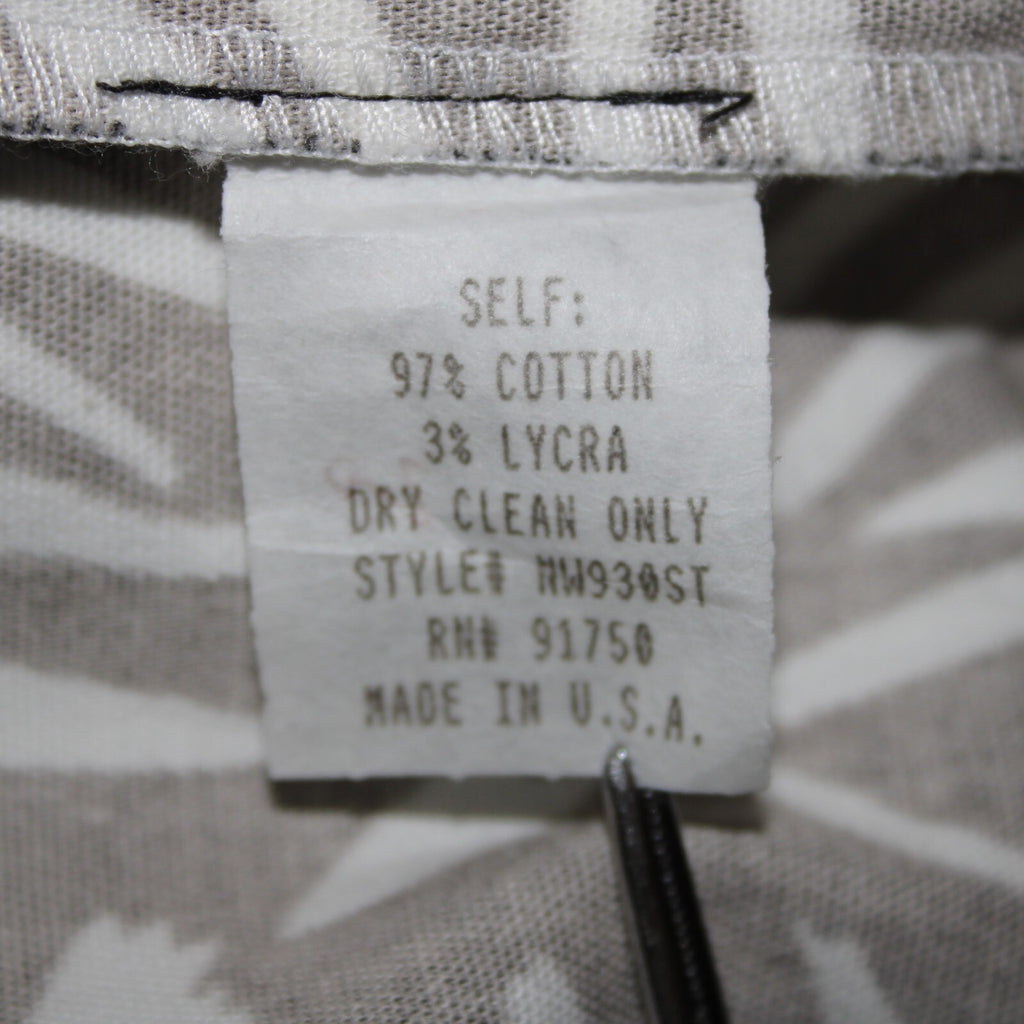 SELF:
97% COTTON
3% LYCRA
DRY CLEAN ONLY
STYLE# MW930ST
RN# 91750
MADE IN U.S.A.